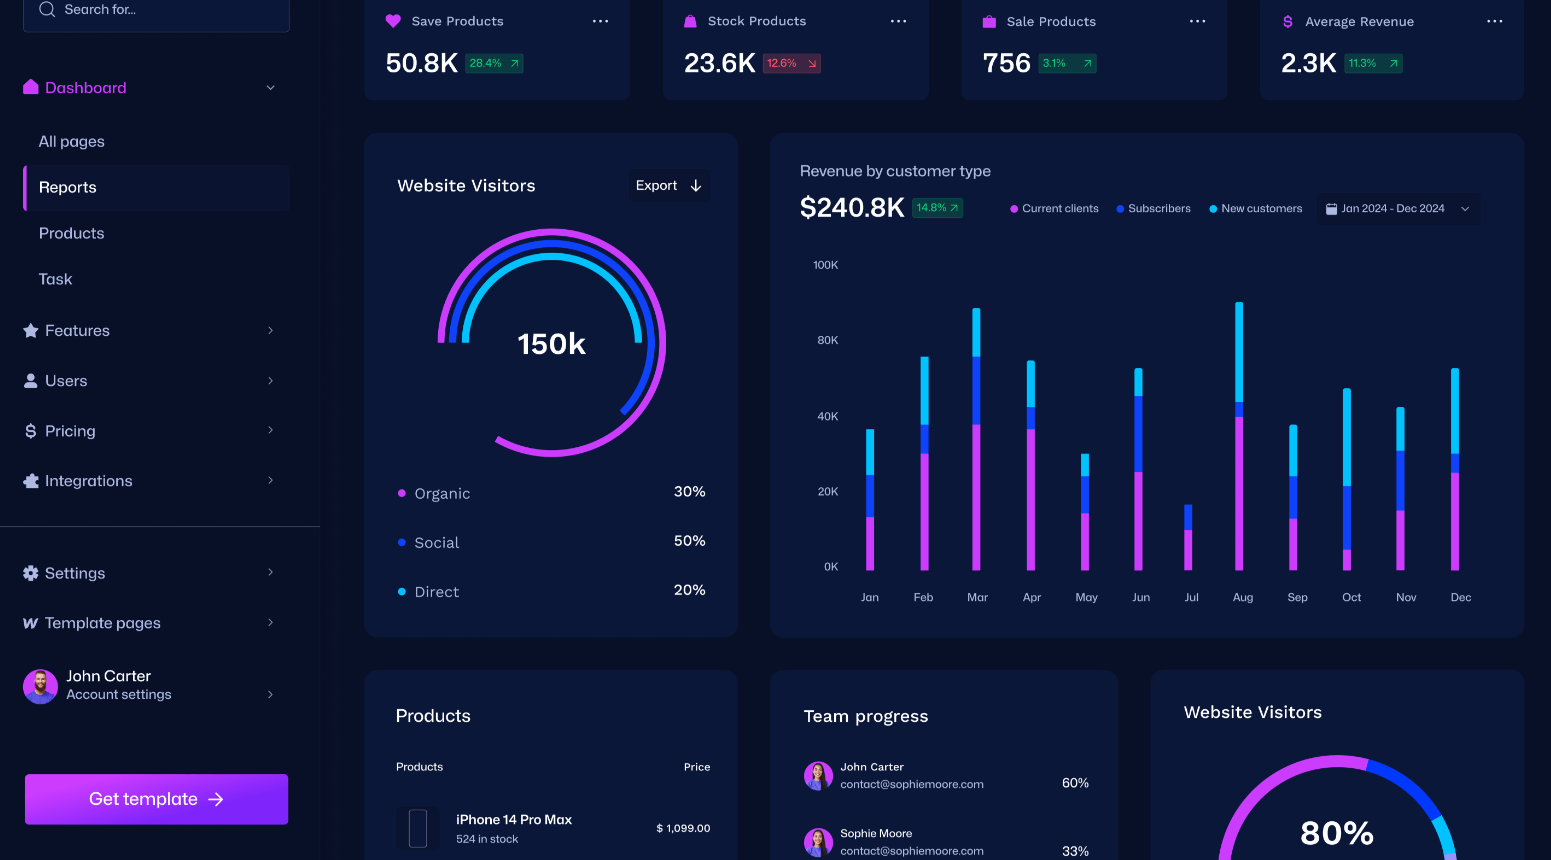 Search for...
Dashboard
All pages
Reports
Products
Task
Features
Users
Pricing
Integrations
Settings
Template pages
John Carter
Account settings
Get template
Save Products
50.8K 28.4%
Stock Products
23.6K 12.6%
Sale Products
756 3.1%
Average Revenue
2.3K 11.3%
Website Visitors
Export
150k
Organic 30%
Social 50%
Direct 20%
Revenue by customer type
$240.8K 14.8%
Current clients Subscribers New customers Jan 2024 - Dec 2024
100K
80K
40K
20K
0K
Jan Feb Mar Apr May Jun Jul Aug Sep Oct Nov Dec
Products
Products Price
iPhone 14 Pro Max
524 in stock
$ 1,099.00
Team progress
John Carter
contact@sophiemoore.com
60%
Sophie Moore
contact@sophiemoore.com
33%
Website Visitors
80%